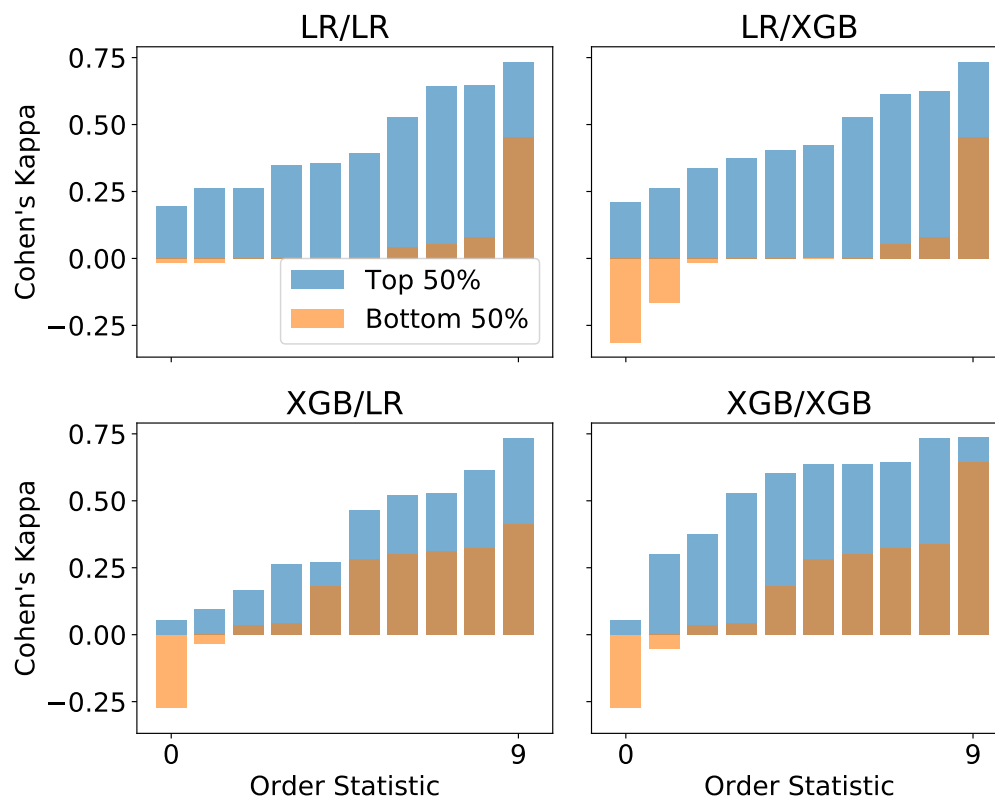 LR/LR
LR/XGB
Cohen's Kappa
0.75
0.50
0.25
0.00
−0.25
Top 50%
Bottom 50%
XGB/LR
XGB/XGB
Cohen's Kappa
0.75
0.50
0.25
0.00
−0.25
0
9
0
9
Order Statistic
Order Statistic